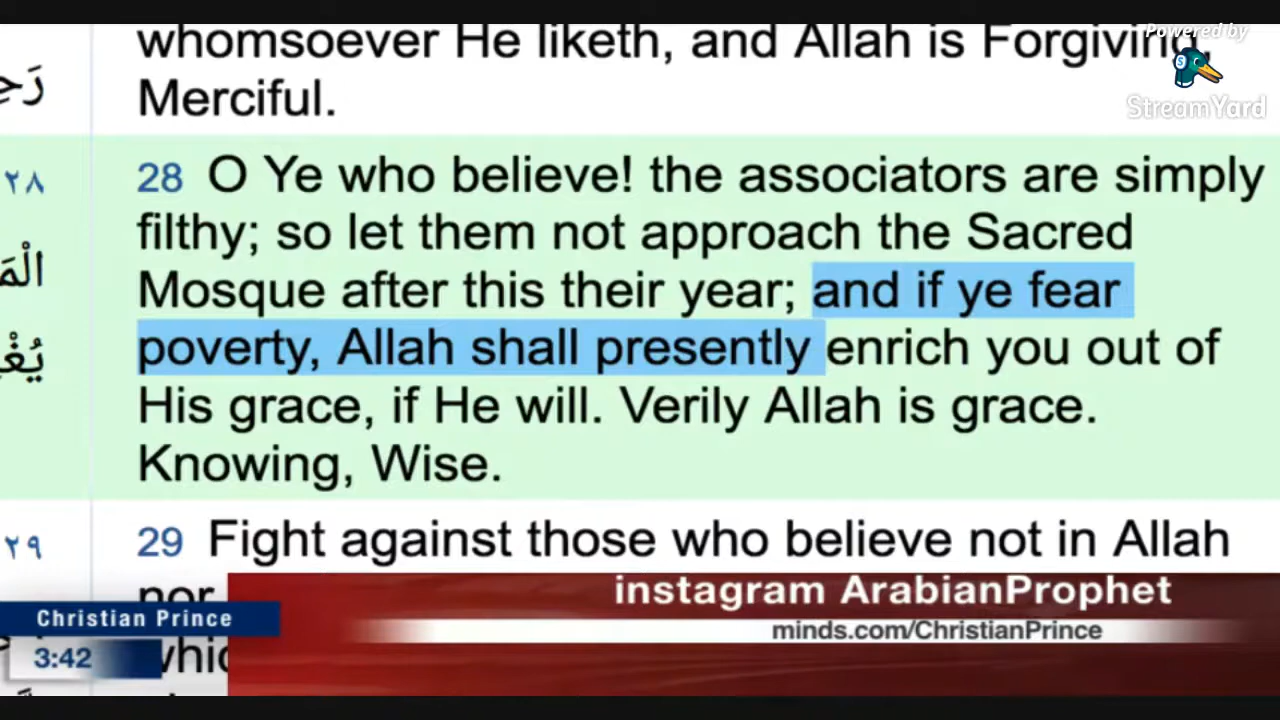 whomsoever He liketh, and Allah is Forgiving,
Merciful.
28 O Ye who believe! the associators are simply
filthy; so let them not approach the Sacred
Mosque after this their year; and if ye fear
poverty, Allah shall presently enrich you out of
His grace, if He will. Verily Allah is grace.
Knowing, Wise.
29 Fight against those who believe not in Allah
nor
٢٨
٢٩
Powered by
StreamYard
instagram ArabianProphet
minds.com/ChristianPrince
Christian Prince
3:42